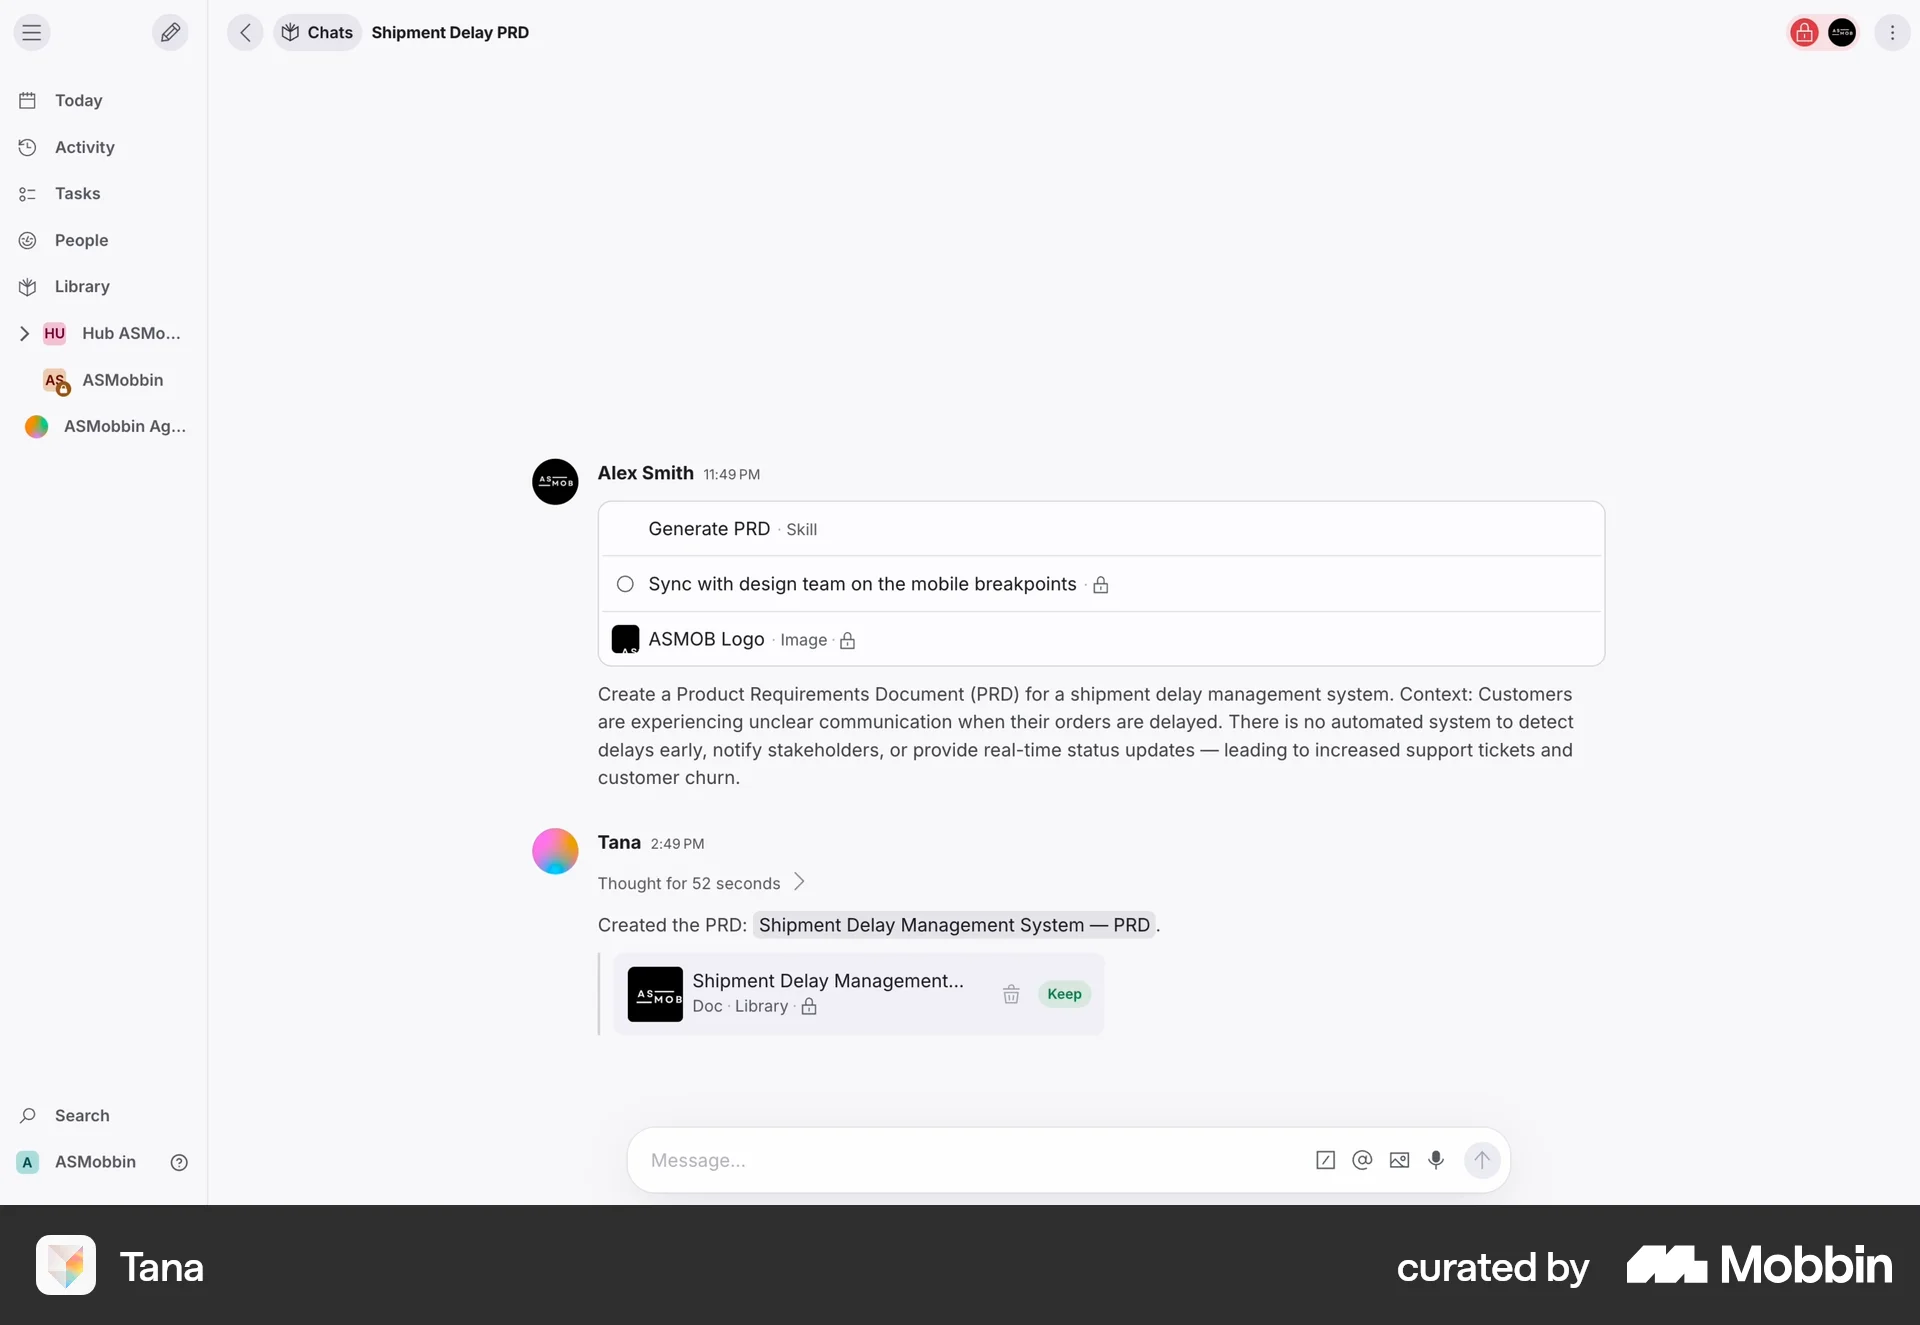 Chats
Shipment Delay PRD
Today
Activity
Tasks
People
Library
HU Hub ASMo...
AS ASMobbin
ASMobbin Ag...
Alex Smith 11:49 PM
Generate PRD · Skill
Sync with design team on the mobile breakpoints ·
ASMOB Logo · Image ·
Create a Product Requirements Document (PRD) for a shipment delay management system. Context: Customers
are experiencing unclear communication when their orders are delayed. There is no automated system to detect
delays early, notify stakeholders, or provide real-time status updates — leading to increased support tickets and
customer churn.
Tana 2:49 PM
Thought for 52 seconds
Created the PRD: Shipment Delay Management System — PRD.
AS MOB
Shipment Delay Management...
Doc · Library ·
Keep
Search
A ASMobbin
Message...
Tana
curated by Mobbin